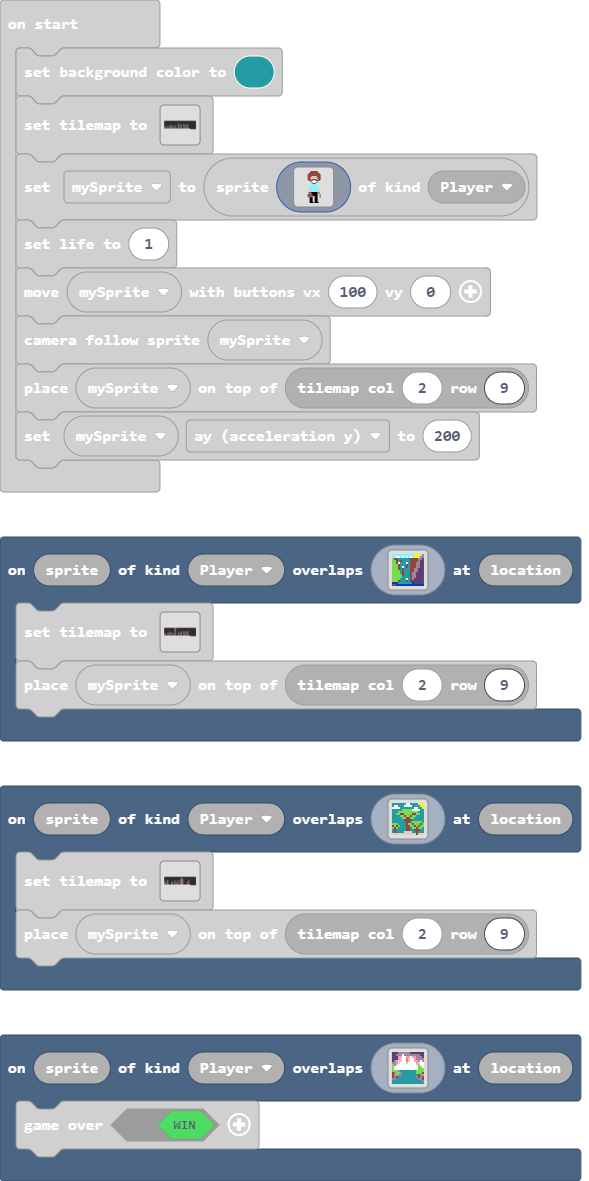 on start
set background color to
set tilemap to
set mySprite to sprite of kind Player
set life to 1
move mySprite with buttons vx 100 vy 0
camera follow sprite mySprite
place mySprite on top of tilemap col 2 row 9
set mySprite ay (acceleration y) to 200
on sprite of kind Player overlaps at location
set tilemap to
place mySprite on top of tilemap col 2 row 9
on sprite of kind Player overlaps at location
set tilemap to
place mySprite on top of tilemap col 2 row 9
on sprite of kind Player overlaps at location
game over WIN